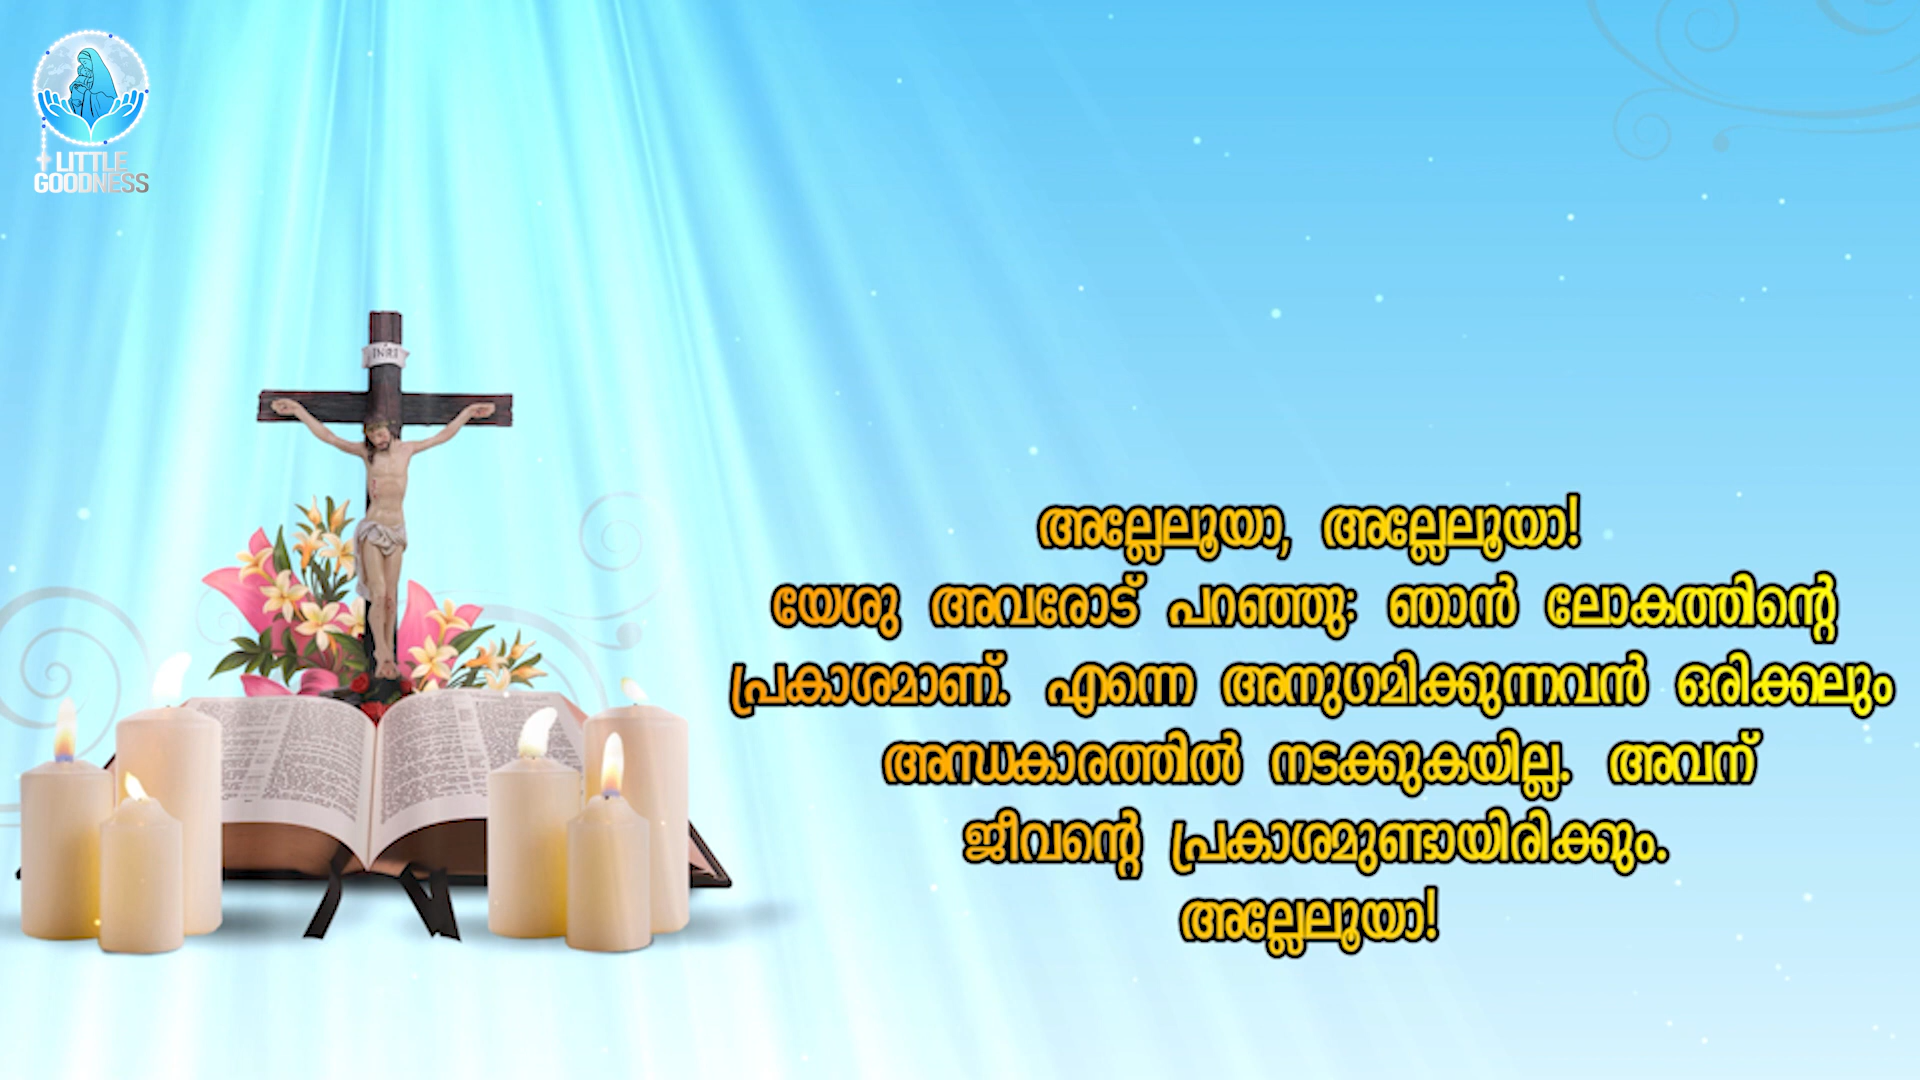 LITTLE
GOODNESS
INRI
അല്ലേലൂയാ, അല്ലേലൂയാ!
യേശു അവരോട് പറഞ്ഞു: ഞാൻ ലോകത്തിന്റെ
പ്രകാശമാണ്. എന്നെ അനുഗമിക്കുന്നവൻ ഒരിക്കലും
അന്ധകാരത്തിൽ നടക്കുകയില്ല. അവന്
ജീവന്റെ പ്രകാശമുണ്ടായിരിക്കും.
അല്ലേലൂയാ!